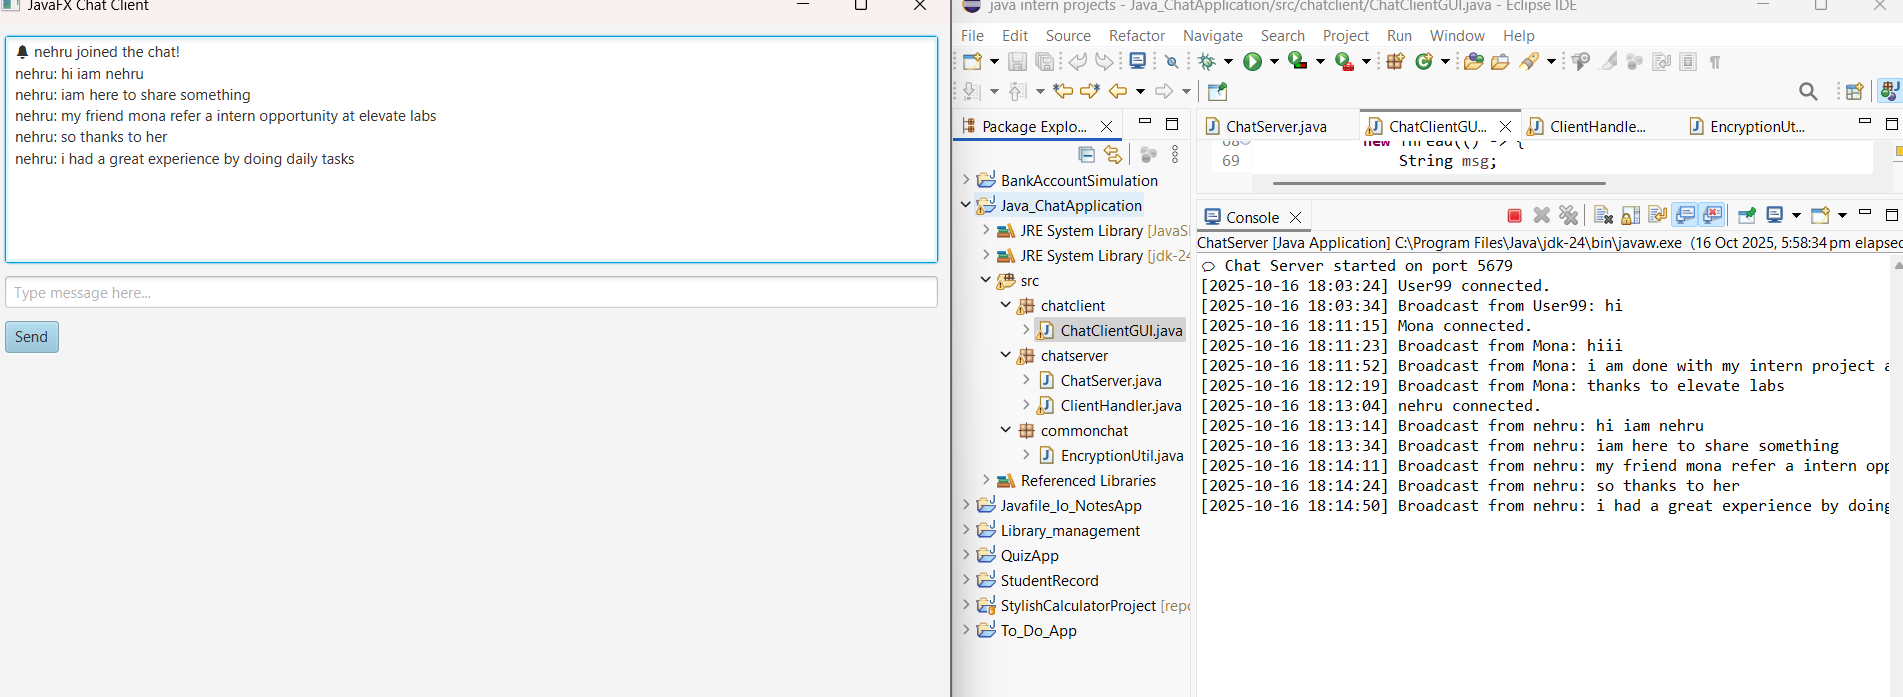 JavaFX Chat Client
nehru joined the chat!
nehru: hi iam nehru
nehru: iam here to share something
nehru: my friend mona refer a intern opportunity at elevate labs
nehru: so thanks to her
nehru: i had a great experience by doing daily tasks
Type message here...
Send
java intern projects - Java_ChatApplication/src/chatclient/ChatClientGUI.java - Eclipse IDE
File Edit Source Refactor Navigate Search Project Run Window Help
Package Explo...
BankAccountSimulation
Java_ChatApplication
JRE System Library [JavaS
JRE System Library [jdk-24
src
chatclient
ChatClientGUI.java
chatserver
ChatServer.java
ClientHandler.java
commonchat
EncryptionUtil.java
Referenced Libraries
Javafile_Io_NotesApp
Library_management
QuizApp
StudentRecord
StylishCalculatorProject [repo
To_Do_App
ChatServer.java ChatClientGU... ClientHandle... EncryptionUt...
68 new Thread(() -> {
69 String msg;
Console
ChatServer [Java Application] C:\Program Files\Java\jdk-24\bin\javaw.exe (16 Oct 2025, 5:58:34 pm elapsed
Chat Server started on port 5679
[2025-10-16 18:03:24] User99 connected.
[2025-10-16 18:03:34] Broadcast from User99: hi
[2025-10-16 18:11:15] Mona connected.
[2025-10-16 18:11:23] Broadcast from Mona: hiii
[2025-10-16 18:11:52] Broadcast from Mona: i am done with my intern project a
[2025-10-16 18:12:19] Broadcast from Mona: thanks to elevate labs
[2025-10-16 18:13:04] nehru connected.
[2025-10-16 18:13:14] Broadcast from nehru: hi iam nehru
[2025-10-16 18:13:34] Broadcast from nehru: iam here to share something
[2025-10-16 18:14:11] Broadcast from nehru: my friend mona refer a intern opp
[2025-10-16 18:14:24] Broadcast from nehru: so thanks to her
[2025-10-16 18:14:50] Broadcast from nehru: i had a great experience by doing